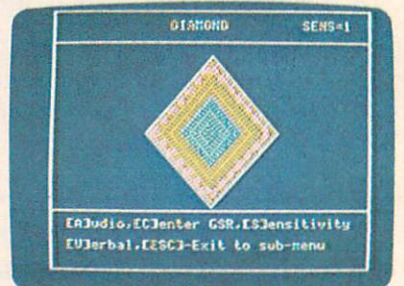 DIAMOND SENS=1
[A]udio,[C]enter GSR,[S]ensitivity
[V]erbal,[ESC]-Exit to sub-menu